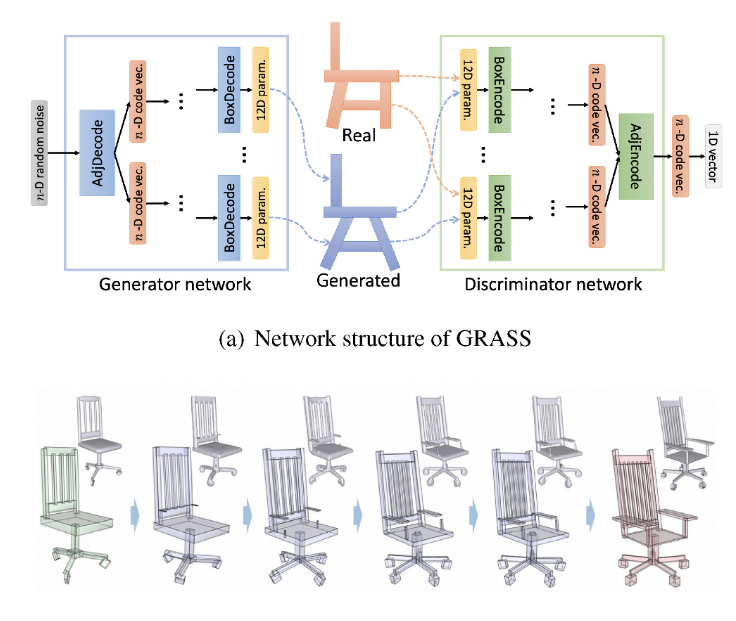 n-D random noise
AdjDecode
n -D code vec.
n -D code vec.
...
...
BoxDecode
BoxDecode
12D param.
12D param.
...
Generator network
Real
Generated
12D param.
12D param.
BoxEncode
BoxEncode
...
...
...
n -D code vec.
n -D code vec.
AdjEncode
n -D code vec.
1D vector
Discriminator network
(a) Network structure of GRASS